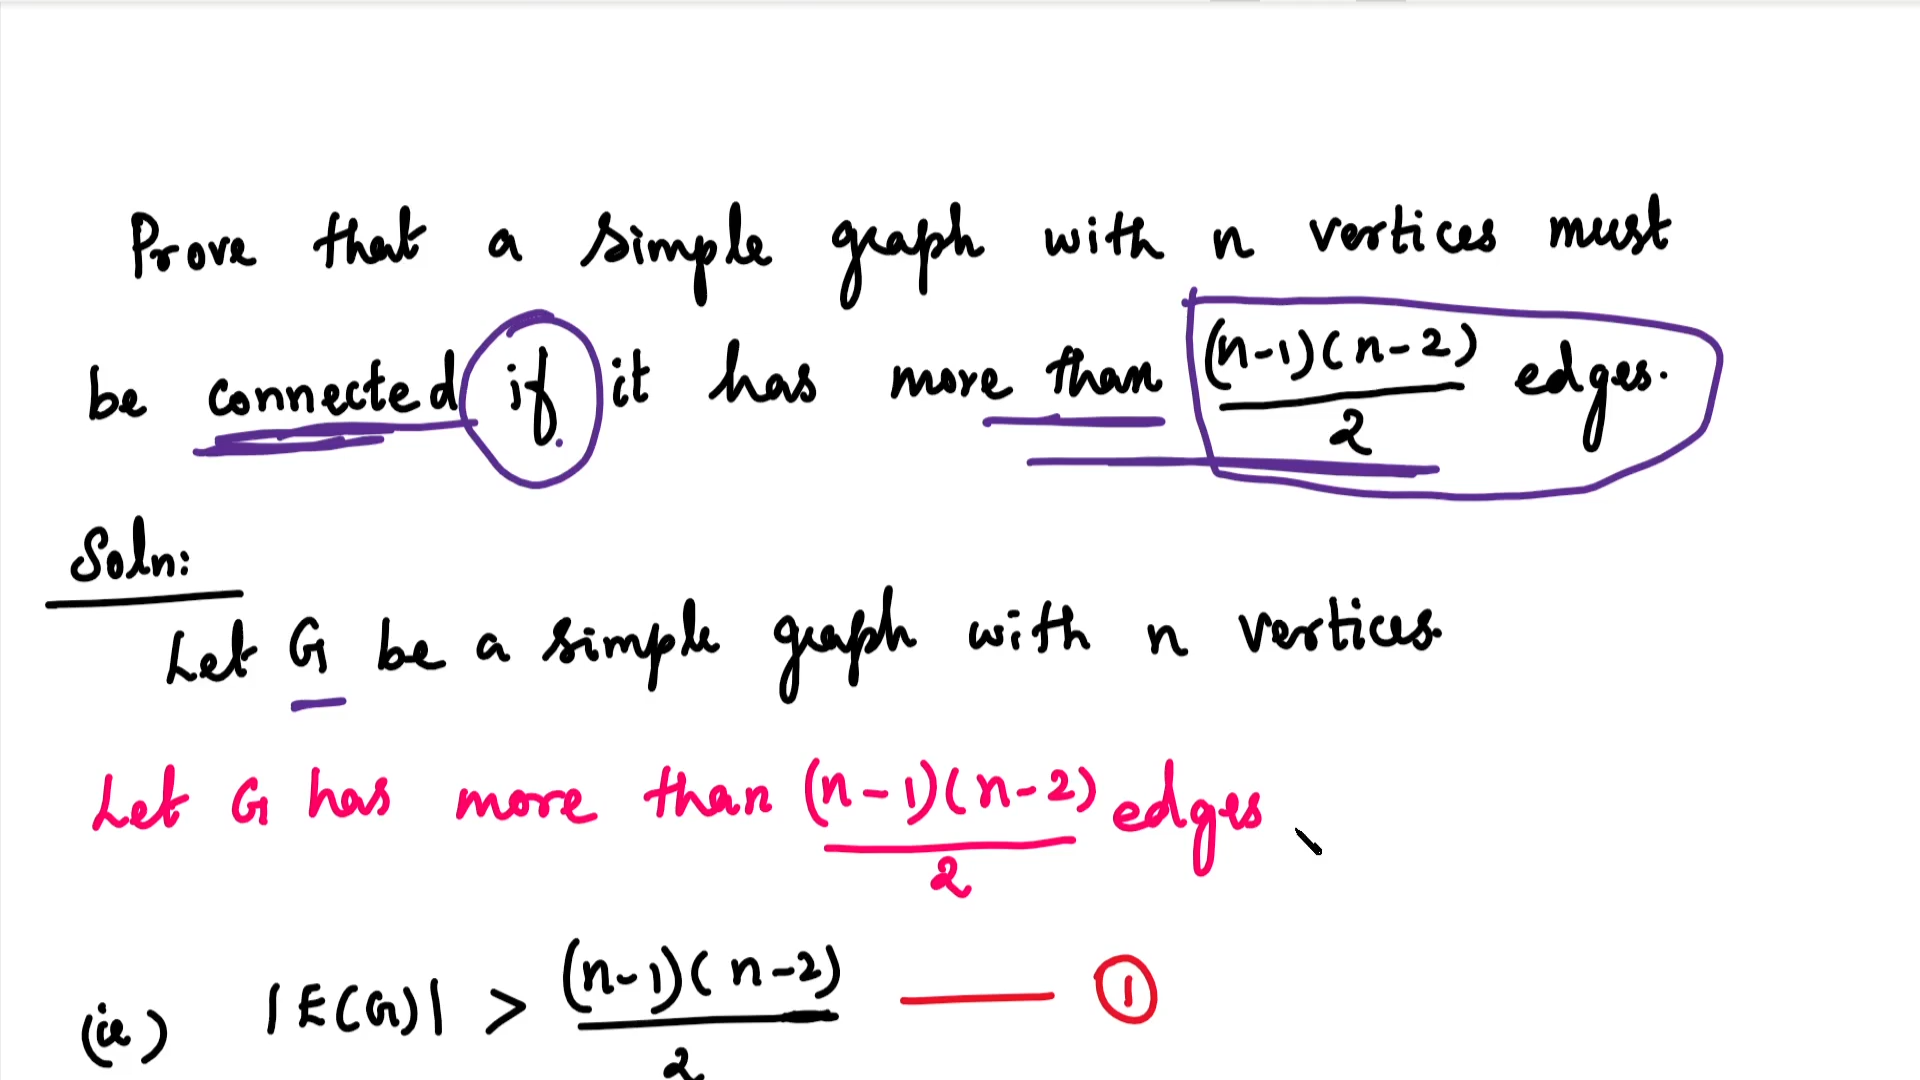 Prove that a simple graph with n vertices must
be connected if it has more than (n-1)(n-2)/2 edges.
Soln:
Let G be a simple graph with n vertices.
Let G has more than (n-1)(n-2)/2 edges
(ie) |E(G)| > (n-1)(n-2)/2 —— ①